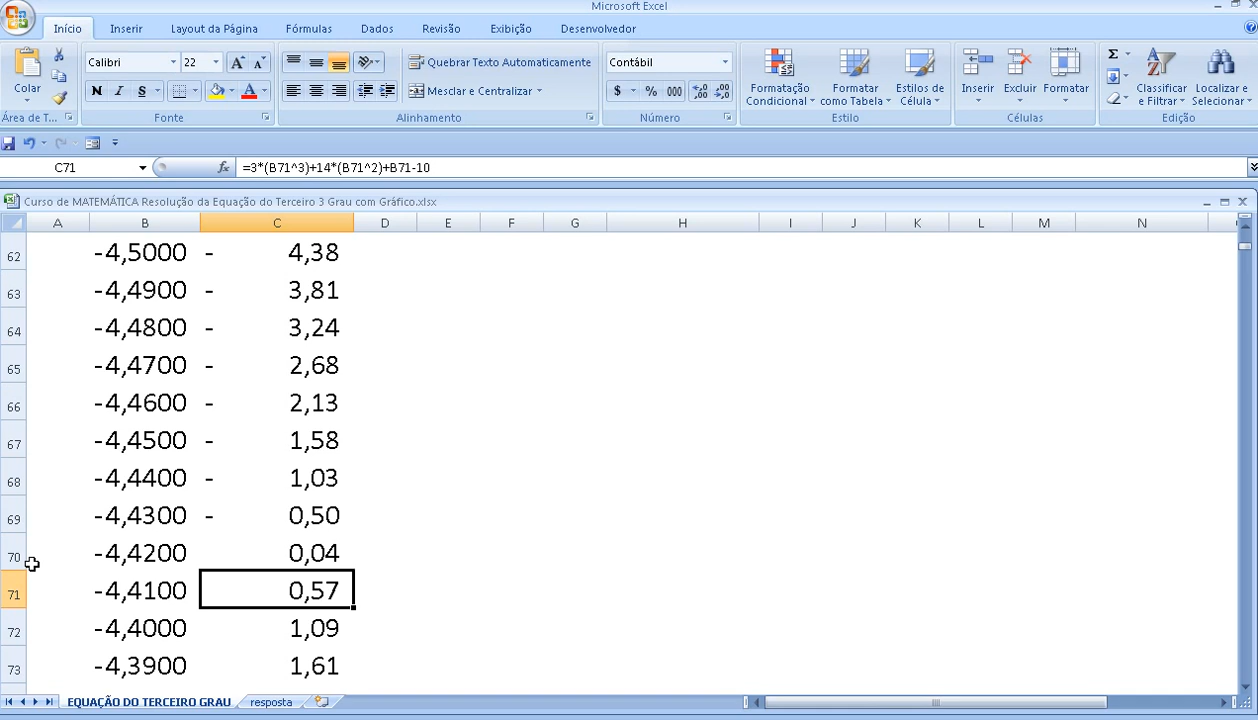 Microsoft Excel
Início Inserir Layout da Página Fórmulas Dados Revisão Exibição Desenvolvedor
Calibri 22 Quebrar Texto Automaticamente Contábil
Colar N I S Mesclar e Centralizar $ % 000 Formatação Condicional Formatar como Tabela Estilos de Célula Inserir Excluir Formatar Classificar e Filtrar Localizar e Selecionar
Área de T... Fonte Alinhamento Número Estilo Células Edição
C71 fx =3*(B71^3)+14*(B71^2)+B71-10
Curso de MATEMÁTICA Resolução da Equação do Terceiro 3 Grau com Gráfico.xlsx
A B C D E F G H I J K L M N
62 -4,5000 - 4,38
63 -4,4900 - 3,81
64 -4,4800 - 3,24
65 -4,4700 - 2,68
66 -4,4600 - 2,13
67 -4,4500 - 1,58
68 -4,4400 - 1,03
69 -4,4300 - 0,50
70 -4,4200 0,04
71 -4,4100 0,57
72 -4,4000 1,09
73 -4,3900 1,61
EQUAÇÃO DO TERCEIRO GRAU resposta